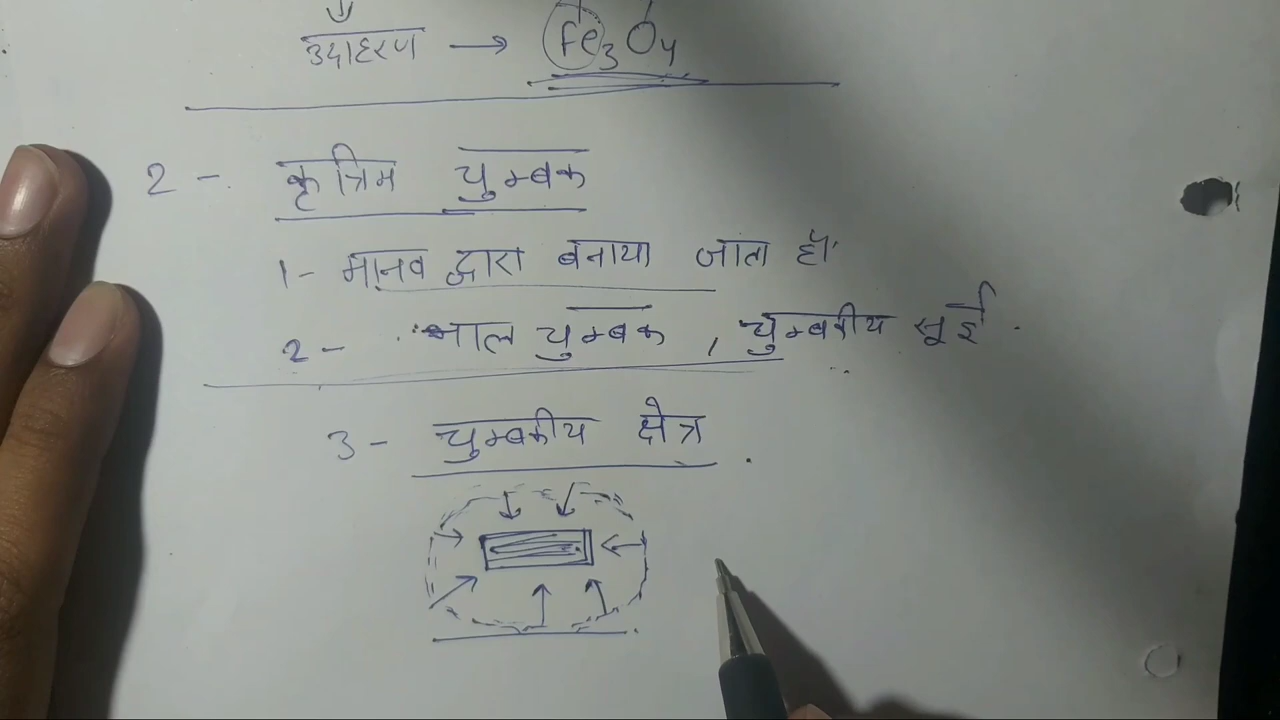 उदाहरण → Fe₃O₄
2 - कृत्रिम चुम्बक
1 - मानव द्वारा बनाया जाता हैं
2 - नाल चुम्बक , चुम्बकीय सूई .
3 - चुम्बकीय क्षेत्र .